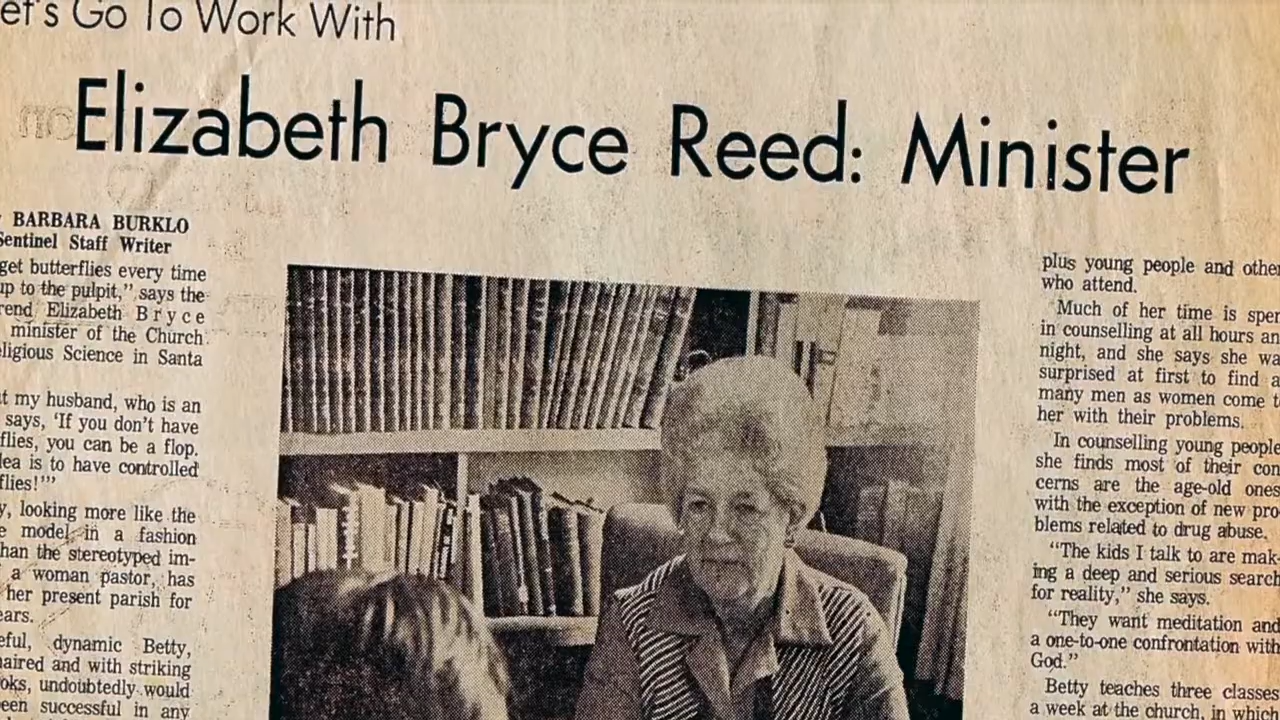 et's Go To Work With
Elizabeth Bryce Reed: Minister
BARBARA BURKLO
Sentinel Staff Writer
get butterflies every time
up to the pulpit,” says the
rend Elizabeth Bryce
minister of the Church
eligious Science in Santa
t my husband, who is an
says, ‘If you don’t have
flies, you can be a flop.
dea is to have controlled
flies!’”
y, looking more like the
e model in a fashion
han the stereotyped im-
a woman pastor, has
her present parish for
ears.
eful, dynamic Betty,
haired and with striking
oks, undoubtedly would
een successful in any
plus young people and other
who attend.
Much of her time is spen
in counselling at all hours an
night, and she says she wa
surprised at first to find a
many men as women come t
her with their problems.
In counselling young people
she finds most of their con
cerns are the age-old ones
with the exception of new pro-
blems related to drug abuse.
“The kids I talk to are mak-
ing a deep and serious search
for reality,” she says.
“They want meditation and
a one-to-one confrontation with
God.”
Betty teaches three classes
a week at the church, in which